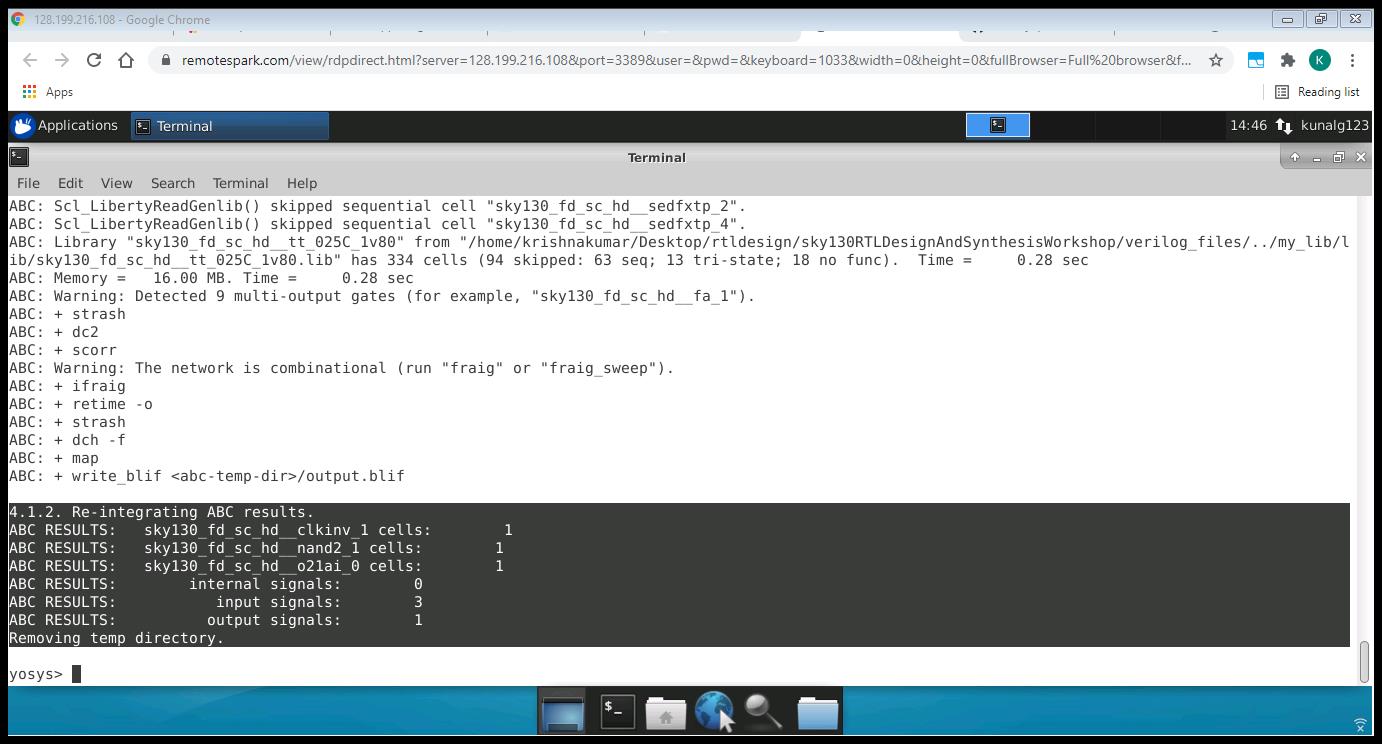 128.199.216.108 - Google Chrome
remotespark.com/view/rdpdirect.html?server=128.199.216.108&port=3389&user=&pwd=&keyboard=1033&width=0&height=0&fullBrowser=Full%20browser&f...
K
Apps
Reading list
Applications
Terminal
14:46
kunalg123
Terminal
File Edit View Search Terminal Help
ABC: Scl_LibertyReadGenlib() skipped sequential cell "sky130_fd_sc_hd__sedfxtp_2".
ABC: Scl_LibertyReadGenlib() skipped sequential cell "sky130_fd_sc_hd__sedfxtp_4".
ABC: Library "sky130_fd_sc_hd__tt_025C_1v80" from "/home/krishnakumar/Desktop/rtldesign/sky130RTLDesignAndSynthesisWorkshop/verilog_files/../my_lib/l
ib/sky130_fd_sc_hd__tt_025C_1v80.lib" has 334 cells (94 skipped: 63 seq; 13 tri-state; 18 no func).  Time =     0.28 sec
ABC: Memory =   16.00 MB. Time =     0.28 sec
ABC: Warning: Detected 9 multi-output gates (for example, "sky130_fd_sc_hd__fa_1").
ABC: + strash
ABC: + dc2
ABC: + scorr
ABC: Warning: The network is combinational (run "fraig" or "fraig_sweep").
ABC: + ifraig
ABC: + retime -o
ABC: + strash
ABC: + dch -f
ABC: + map
ABC: + write_blif <abc-temp-dir>/output.blif
4.1.2. Re-integrating ABC results.
ABC RESULTS:   sky130_fd_sc_hd__clkinv_1 cells:        1
ABC RESULTS:   sky130_fd_sc_hd__nand2_1 cells:        1
ABC RESULTS:   sky130_fd_sc_hd__o21ai_0 cells:        1
ABC RESULTS:        internal signals:        0
ABC RESULTS:           input signals:        3
ABC RESULTS:          output signals:        1
Removing temp directory.
yosys>